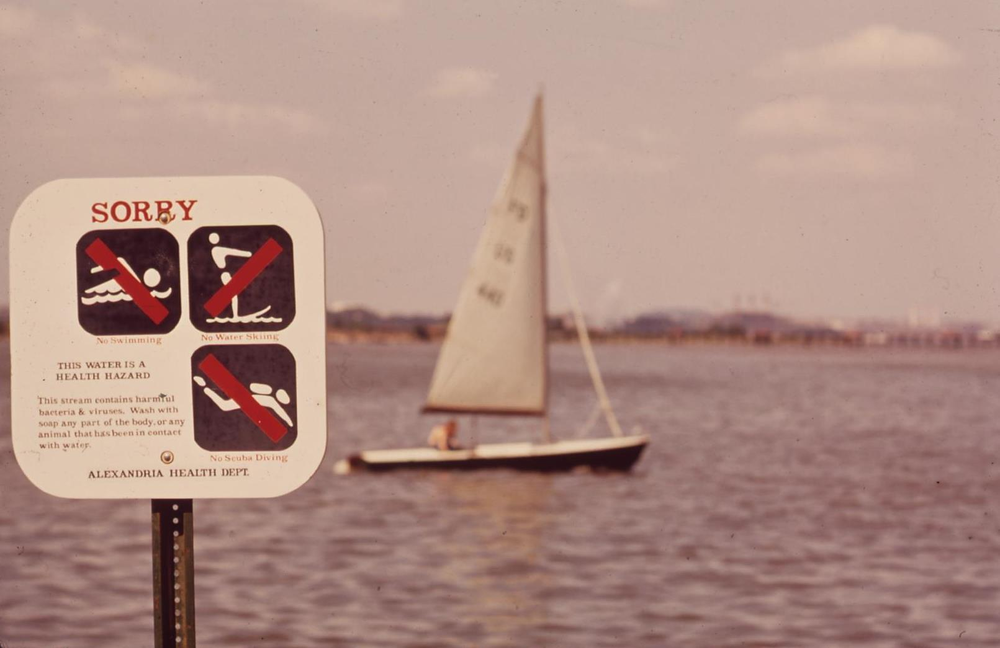 SORRY
No Swimming
No Water Skiing
THIS WATER IS A
HEALTH HAZARD
This stream contains harmful
bacteria & viruses. Wash with
soap any part of the body, or any
animal that has been in contact
with water.
No Scuba Diving
ALEXANDRIA HEALTH DEPT.